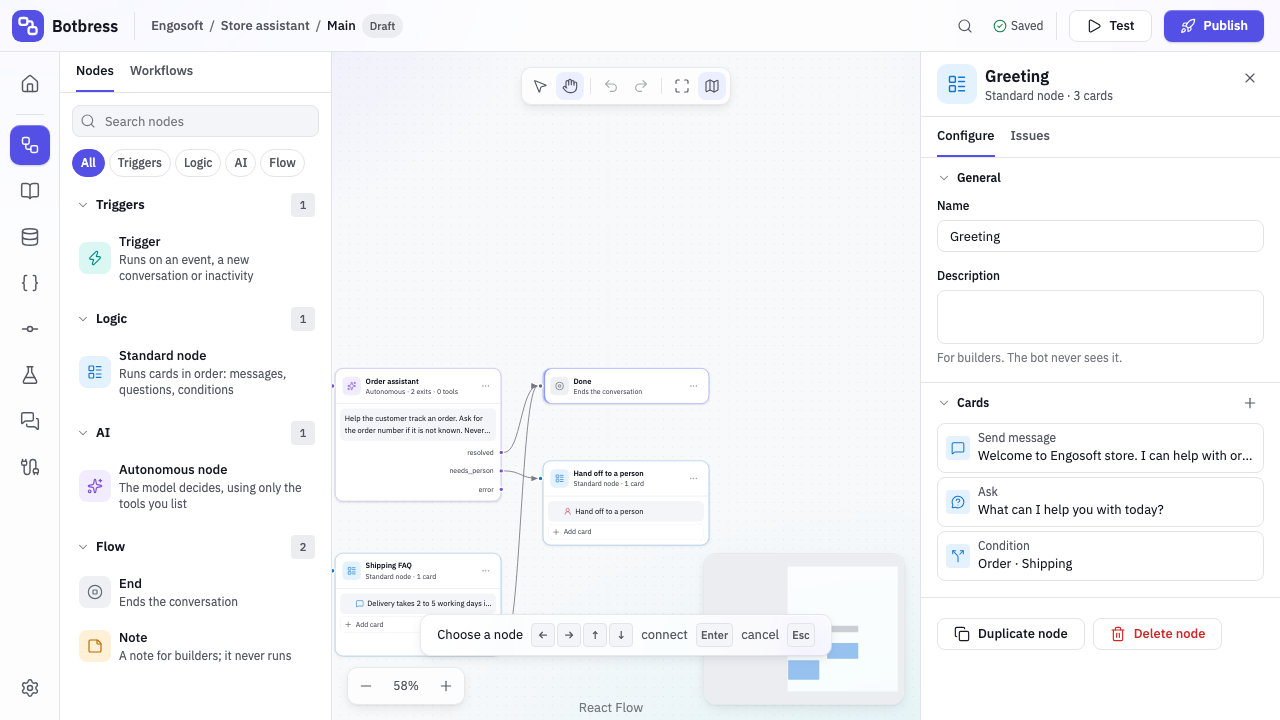 Botbress
Engosoft / Store assistant / Main Draft
Saved
Test
Publish
Nodes Workflows
Search nodes
All Triggers Logic AI Flow
Triggers 1
Trigger
Runs on an event, a new
conversation or inactivity
Logic 1
Standard node
Runs cards in order: messages,
questions, conditions
AI 1
Autonomous node
The model decides, using only the
tools you list
Flow 2
End
Ends the conversation
Note
A note for builders; it never runs
Order assistant
Autonomous · 2 exits · 0 tools
Help the customer track an order. Ask for
the order number if it is not known. Never...
resolved
needs_person
error
Done
Ends the conversation
Hand off to a person
Standard node · 1 card
Hand off to a person
Add card
Shipping FAQ
Standard node · 1 card
Delivery takes 2 to 5 working days i...
Add card
Choose a node ← → ↑ ↓ connect Enter cancel Esc
58%
React Flow
Greeting
Standard node · 3 cards
Configure Issues
General
Name
Greeting
Description
For builders. The bot never sees it.
Cards
Send message
Welcome to Engosoft store. I can help with or...
Ask
What can I help you with today?
Condition
Order · Shipping
Duplicate node
Delete node